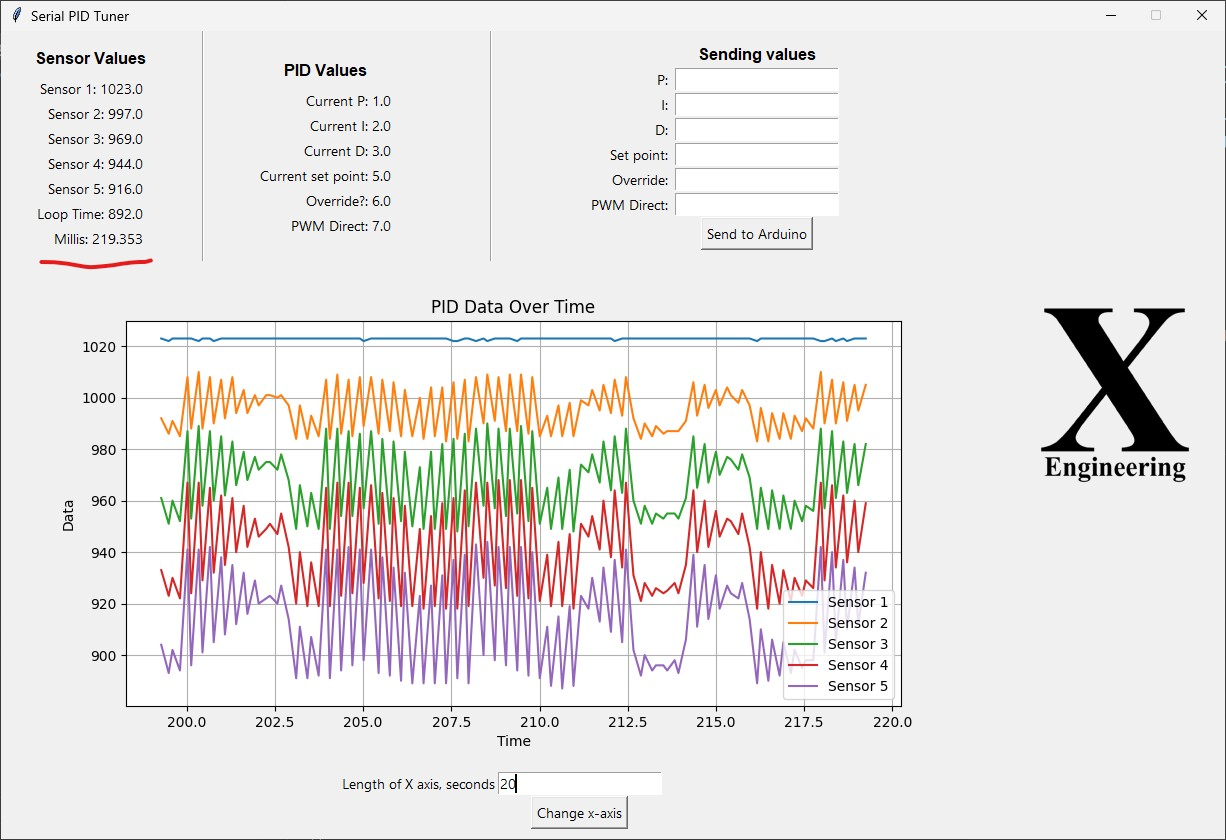 Serial PID Tuner
Sensor Values
Sensor 1: 1023.0
Sensor 2: 997.0
Sensor 3: 969.0
Sensor 4: 944.0
Sensor 5: 916.0
Loop Time: 892.0
Millis: 219.353
PID Values
Current P: 1.0
Current I: 2.0
Current D: 3.0
Current set point: 5.0
Override?: 6.0
PWM Direct: 7.0
Sending values
P:
I:
D:
Set point:
Override:
PWM Direct:
Send to Arduino
PID Data Over Time
1020
1000
980
960
940
920
900
Data
Sensor 1
Sensor 2
Sensor 3
Sensor 4
Sensor 5
200.0 202.5 205.0 207.5 210.0 212.5 215.0 217.5 220.0
Time
X
Engineering
Length of X axis, seconds 20
Change x-axis